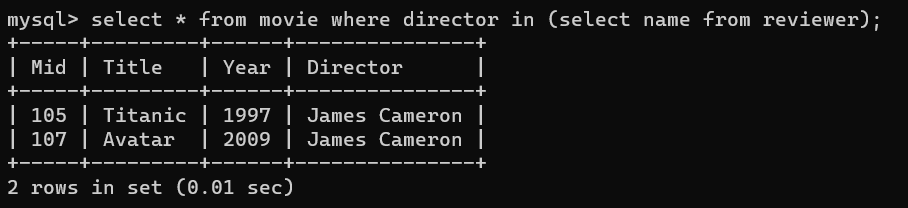 mysql> select * from movie where director in (select name from reviewer);
+-----+---------+------+---------------+
| Mid | Title   | Year | Director      |
+-----+---------+------+---------------+
| 105 | Titanic | 1997 | James Cameron |
| 107 | Avatar  | 2009 | James Cameron |
+-----+---------+------+---------------+
2 rows in set (0.01 sec)